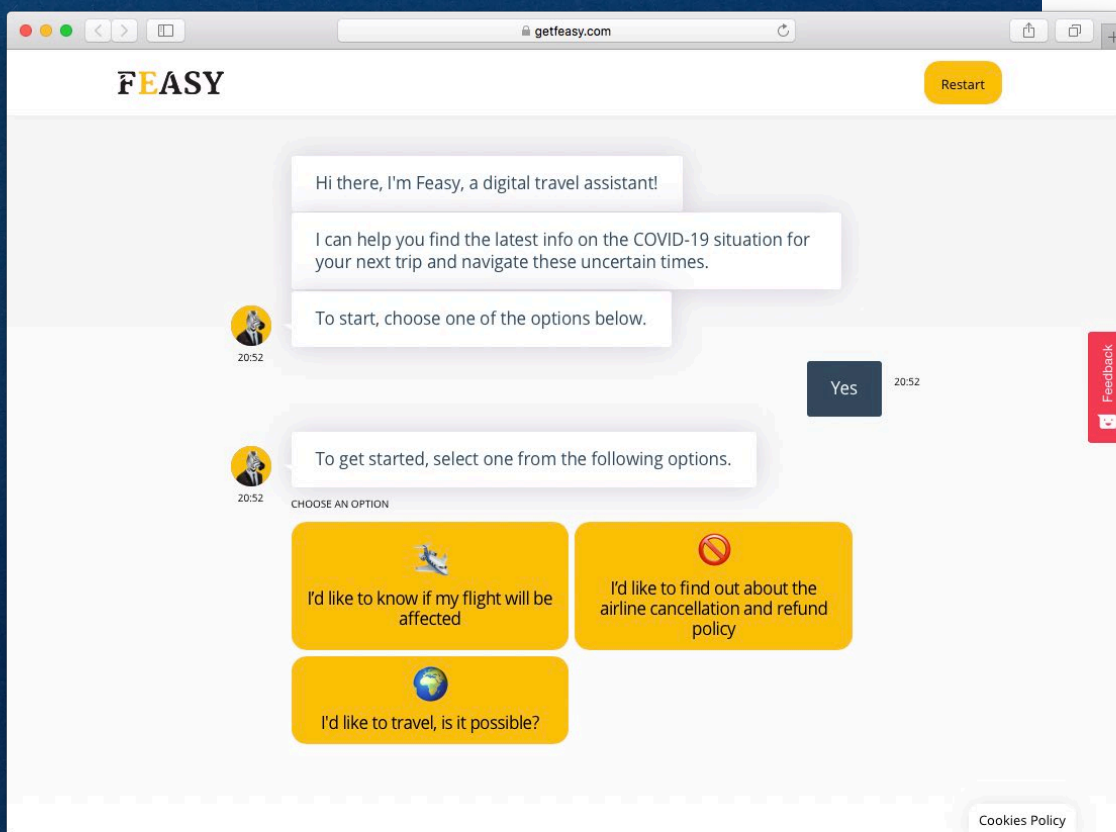 getfeasy.com
FEASY
Restart
Hi there, I'm Feasy, a digital travel assistant!
I can help you find the latest info on the COVID-19 situation for
your next trip and navigate these uncertain times.
To start, choose one of the options below.
20:52
Yes
20:52
Feedback
To get started, select one from the following options.
20:52
CHOOSE AN OPTION
I’d like to know if my flight will be
affected
I’d like to find out about the
airline cancellation and refund
policy
I'd like to travel, is it possible?
Cookies Policy